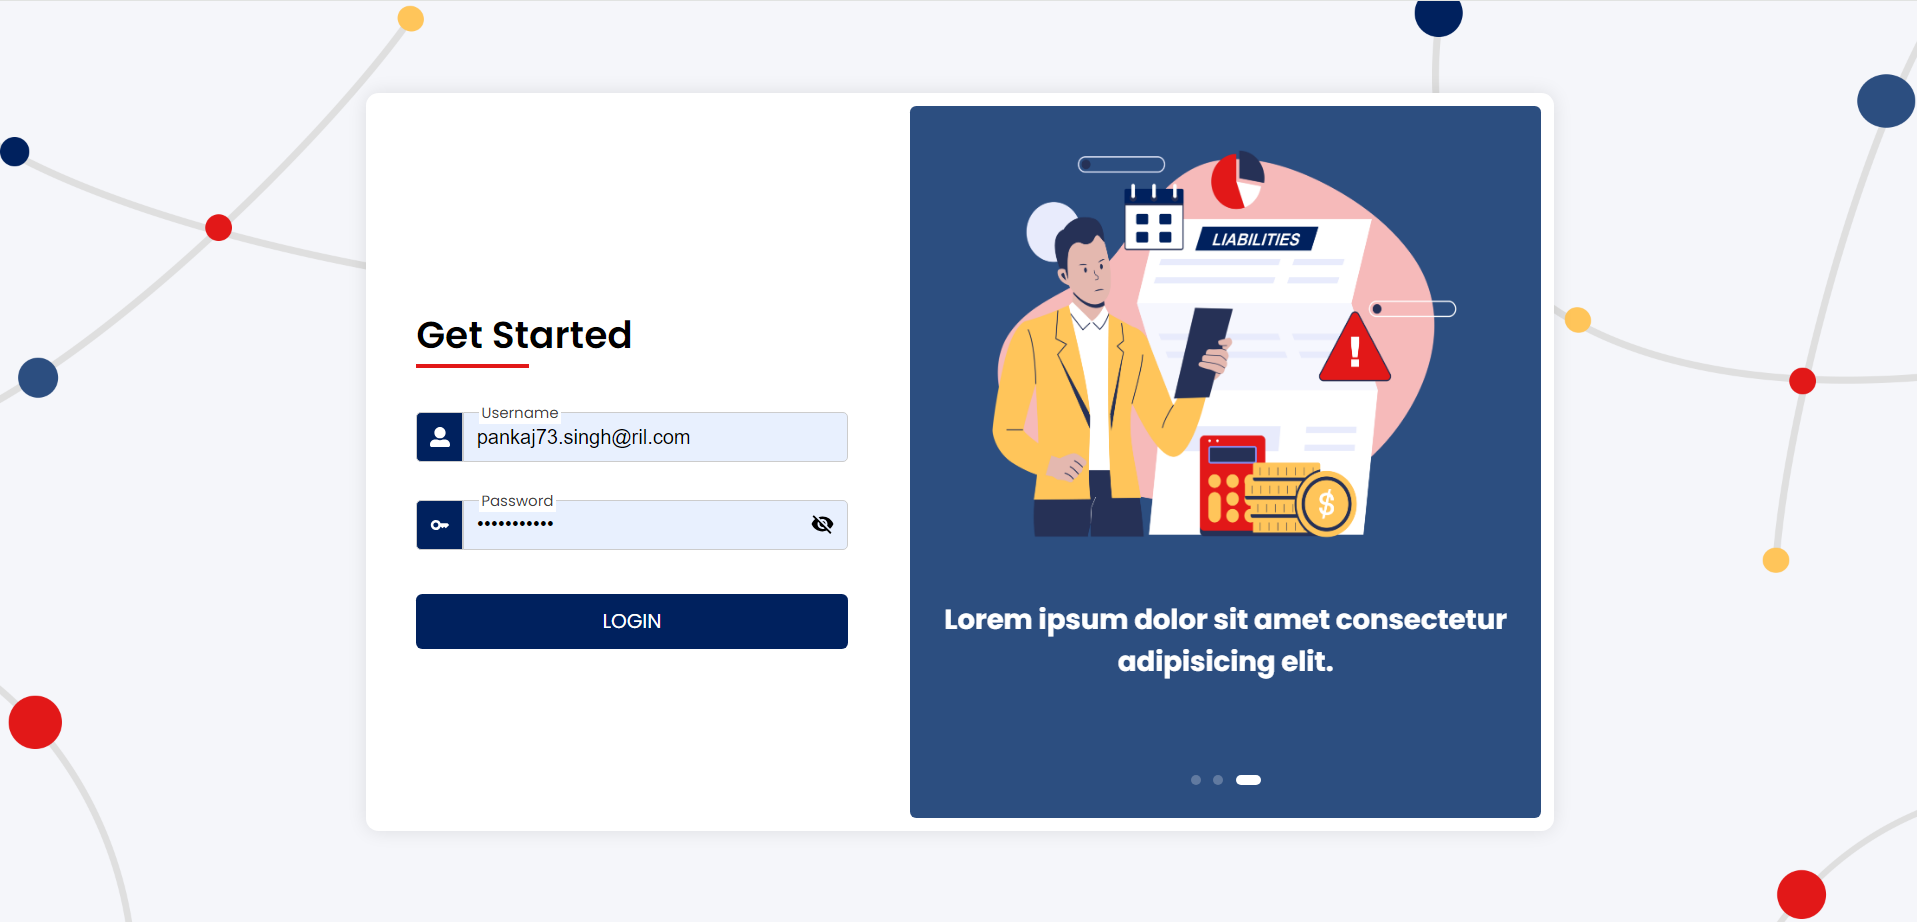 Get Started
Username
pankaj73.singh@ril.com
Password
•••••••••••
LOGIN
LIABILITIES
!
$
Lorem ipsum dolor sit amet consectetur
adipisicing elit.